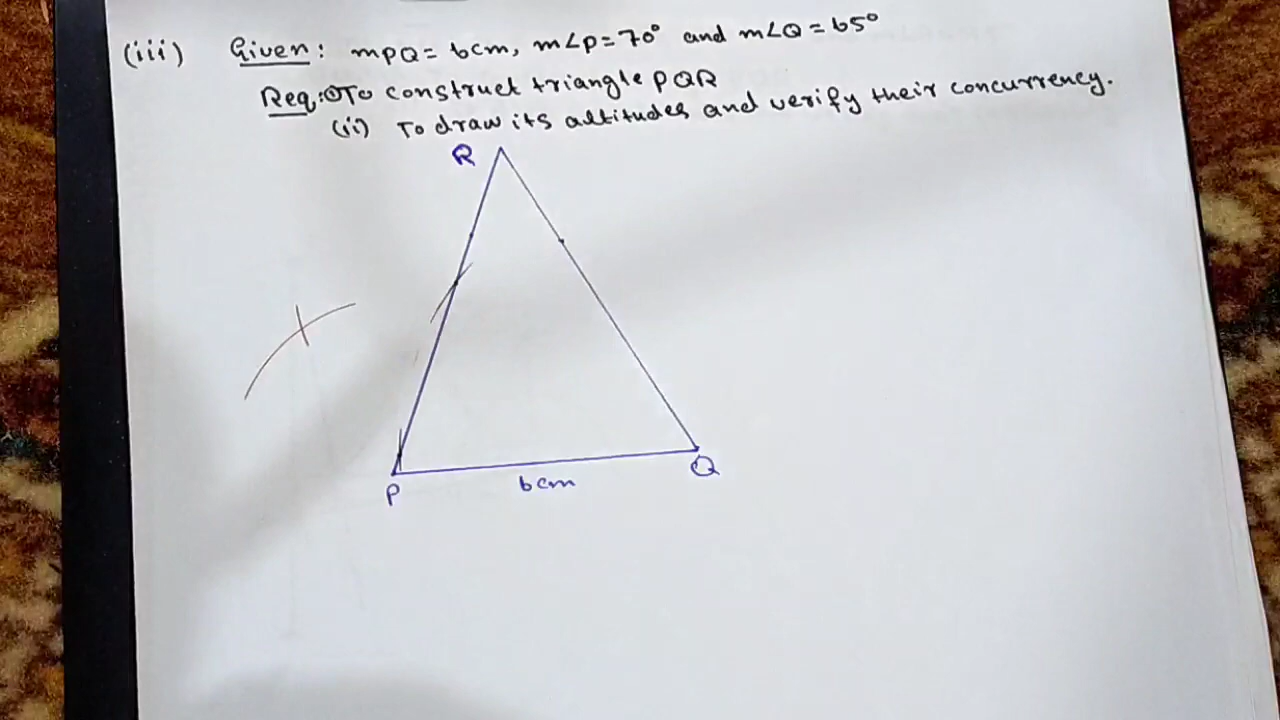 (iii) Given: mPQ = 6cm, m∠P = 70° and m∠Q = 65°
Req: (i) To construct triangle PQR
(ii) To draw its altitudes and verify their concurrency.
R
P
6cm
Q